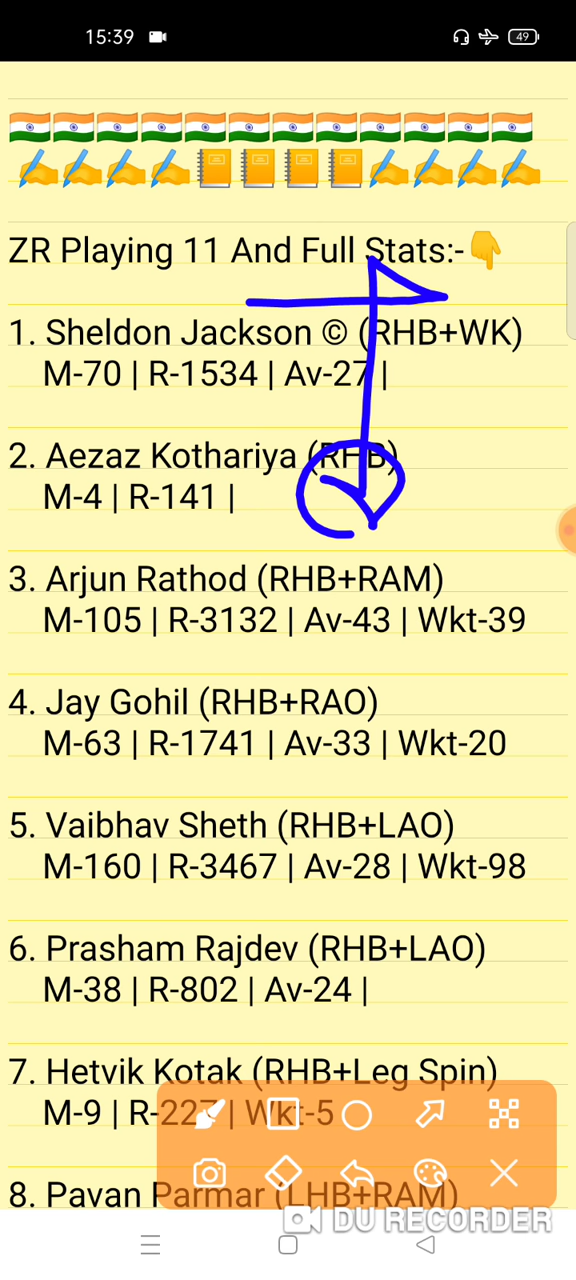 15:39
49
ZR Playing 11 And Full Stats:-
1. Sheldon Jackson © (RHB+WK)
M-70 | R-1534 | Av-27 |
2. Aezaz Kothariya (RHB)
M-4 | R-141 |
3. Arjun Rathod (RHB+RAM)
M-105 | R-3132 | Av-43 | Wkt-39
4. Jay Gohil (RHB+RAO)
M-63 | R-1741 | Av-33 | Wkt-20
5. Vaibhav Sheth (RHB+LAO)
M-160 | R-3467 | Av-28 | Wkt-98
6. Prasham Rajdev (RHB+LAO)
M-38 | R-802 | Av-24 |
7. Hetvik Kotak (RHB+Leg Spin)
M-9 | R-227 | Wkt-5
8. Pavan Parmar (LHB+RAM)
DU RECORDER